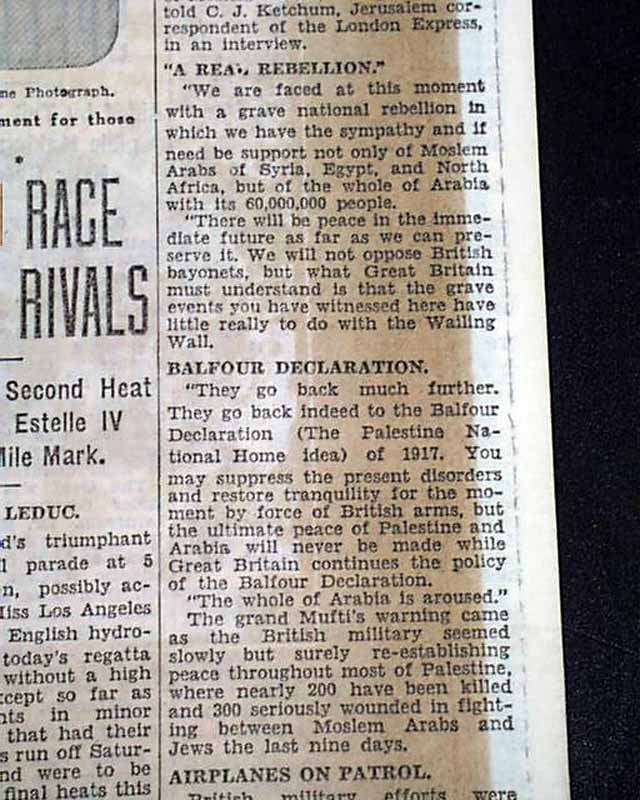 ne Photograph.
ment for those
RACE
RIVALS
Second Heat
Estelle IV
Mile Mark.
LEDUC.
d's triumphant
l parade at 5
n, possibly ac-
Miss Los Angeles
English hydro-
today's regatta
without a high
xcept so far as
nts in minor
that had their
s run off Satur-
nd were to be
final heats this
told C. J. Ketchum, Jerusalem cor-
respondent of the London Express,
in an interview.
"A REAL REBELLION."
"We are faced at this moment
with a grave national rebellion in
which we have the sympathy and if
need be support not only of Moslem
Arabs of Syria, Egypt, and North
Africa, but of the whole of Arabia
with its 60,000,000 people.
"There will be peace in the imme-
diate future as far as we can pre-
serve it. We will not oppose British
bayonets, but what Great Britain
must understand is that the grave
events you have witnessed here have
little really to do with the Wailing
Wall.
BALFOUR DECLARATION.
"They go back much further.
They go back indeed to the Balfour
Declaration (The Palestine Na-
tional Home idea) of 1917. You
may suppress the present disorders
and restore tranquility for the mo-
ment by force of British arms, but
the ultimate peace of Palestine and
Arabia will never be made while
Great Britain continues the policy
of the Balfour Declaration.
"The whole of Arabia is aroused."
The grand Mufti's warning came
as the British military seemed
slowly but surely re-establishing
peace throughout most of Palestine,
where nearly 200 have been killed
and 300 seriously wounded in fight-
ing between Moslem Arabs and
Jews the last nine days.
AIRPLANES ON PATROL.
British military efforts were